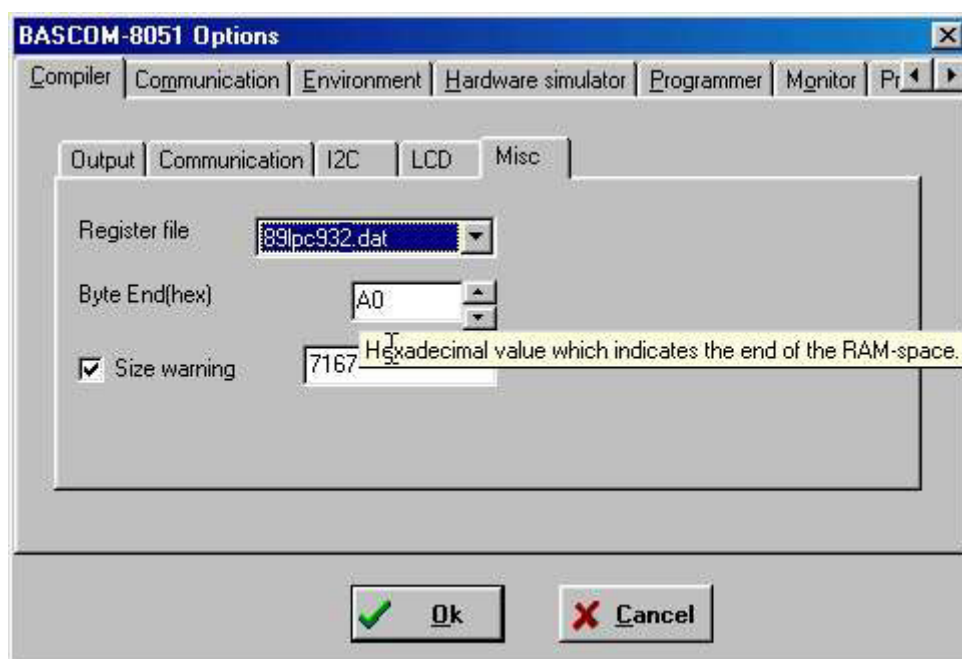 BASCOM-8051 Options
Compiler Communication Environment Hardware simulator Programmer Monitor Pr
Output Communication I2C LCD Misc
Register file 89lpc932.dat
Byte End(hex) A0
Hexadecimal value which indicates the end of the RAM-space.
Size warning 7167
Ok Cancel